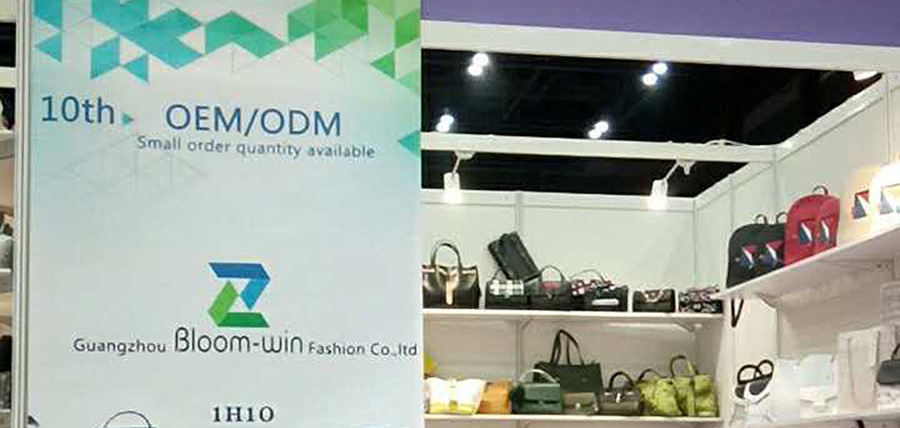 10th OEM/ODM
Small order quantity available
Guangzhou Bloom-win Fashion Co.,ltd
1H10